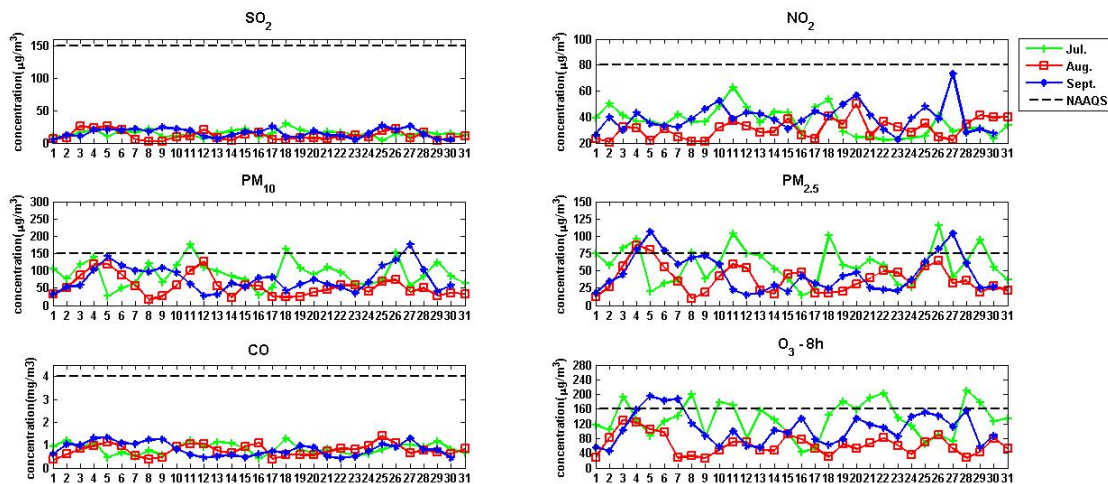 SO2
concentration(μg/m³)
150
100
50
0
1 2 3 4 5 6 7 8 9 10 11 12 13 14 15 16 17 18 19 20 21 22 23 24 25 26 27 28 29 30 31
NO2
concentration(μg/m³)
100
80
60
40
20
1 2 3 4 5 6 7 8 9 10 11 12 13 14 15 16 17 18 19 20 21 22 23 24 25 26 27 28 29 30 31
Jul.
Aug.
Sept.
NAAQS
PM10
concentration(μg/m³)
300
250
200
150
100
50
0
1 2 3 4 5 6 7 8 9 10 11 12 13 14 15 16 17 18 19 20 21 22 23 24 25 26 27 28 29 30 31
PM2.5
concentration(μg/m³)
150
125
100
75
50
25
0
1 2 3 4 5 6 7 8 9 10 11 12 13 14 15 16 17 18 19 20 21 22 23 24 25 26 27 28 29 30 31
CO
concentration(mg/m3)
4
3
2
1
0
1 2 3 4 5 6 7 8 9 10 11 12 13 14 15 16 17 18 19 20 21 22 23 24 25 26 27 28 29 30 31
O3 - 8h
concentration(μg/m³)
280
240
200
160
120
80
40
0
1 2 3 4 5 6 7 8 9 10 11 12 13 14 15 16 17 18 19 20 21 22 23 24 25 26 27 28 29 30 31